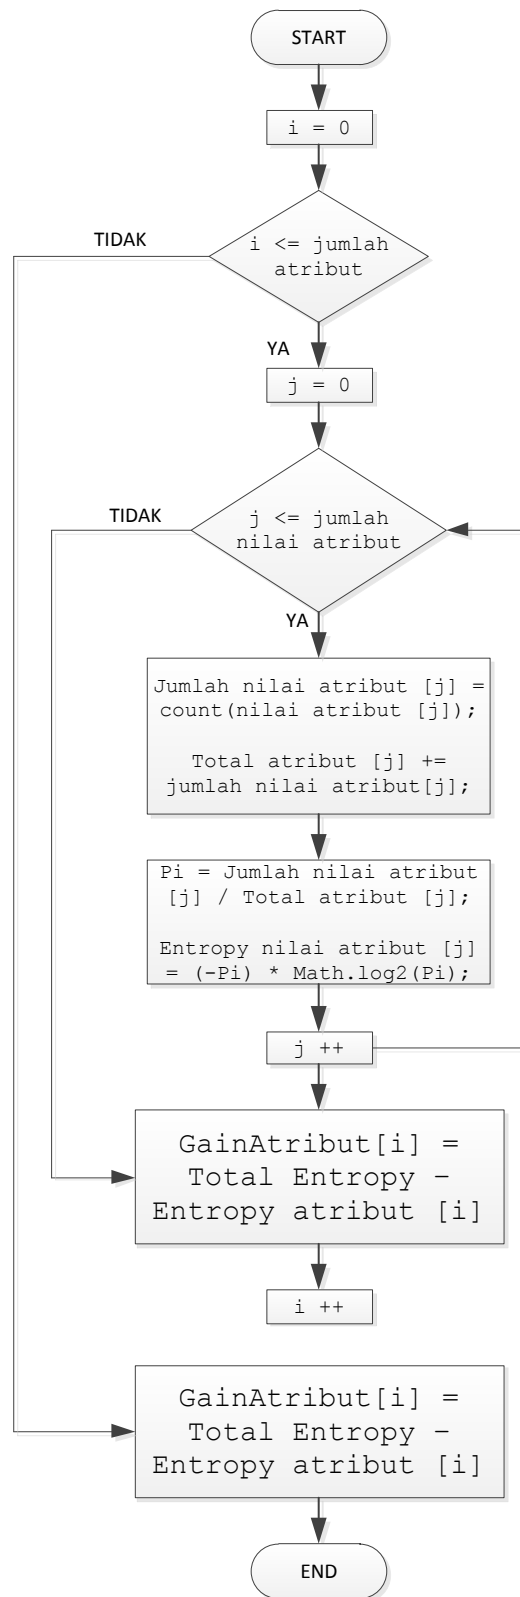 START
i = 0
TIDAK
i <= jumlah
atribut
YA
j = 0
TIDAK
j <= jumlah
nilai atribut
YA
Jumlah nilai atribut [j] =
count(nilai atribut [j]);
Total atribut [j] +=
jumlah nilai atribut[j];
Pi = Jumlah nilai atribut
[j] / Total atribut [j];
Entropy nilai atribut [j]
= (-Pi) * Math.log2(Pi);
j ++
GainAtribut[i] =
Total Entropy –
Entropy atribut [i]
i ++
GainAtribut[i] =
Total Entropy –
Entropy atribut [i]
END